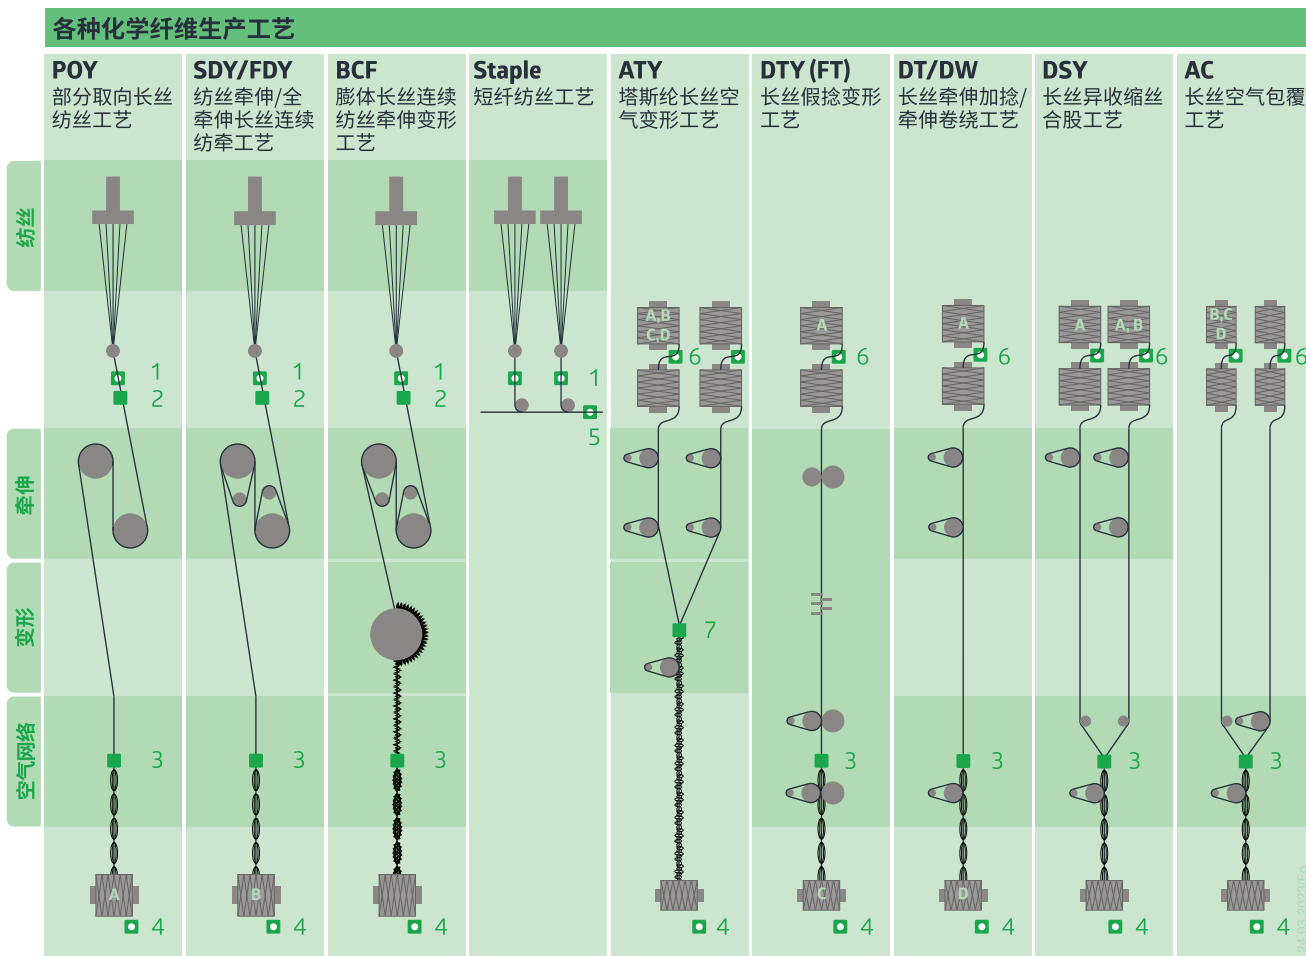 各种化学纤维生产工艺
POY
部分取向长丝
纺丝工艺
SDY/FDY
纺丝牵伸/全
牵伸长丝连续
纺牵工艺
BCF
膨体长丝连续
纺丝牵伸变形
工艺
Staple
短纤纺丝工艺
ATY
塔斯纶长丝空
气变形工艺
DTY (FT)
长丝假捻变形
工艺
DT/DW
长丝牵伸加捻/
牵伸卷绕工艺
DSY
长丝异收缩丝
合股工艺
AC
长丝空气包覆
工艺
纺丝
A,B
C,D
A
A
A
A, B
B,C
D
6
6
6
6
6
1
1
1
1
2
2
2
5
牵伸
变形
7
空气网络
3
3
3
3
3
3
3
A
B
C
D
4
4
4
4
4
4
4
4
24.03.2023/Fo